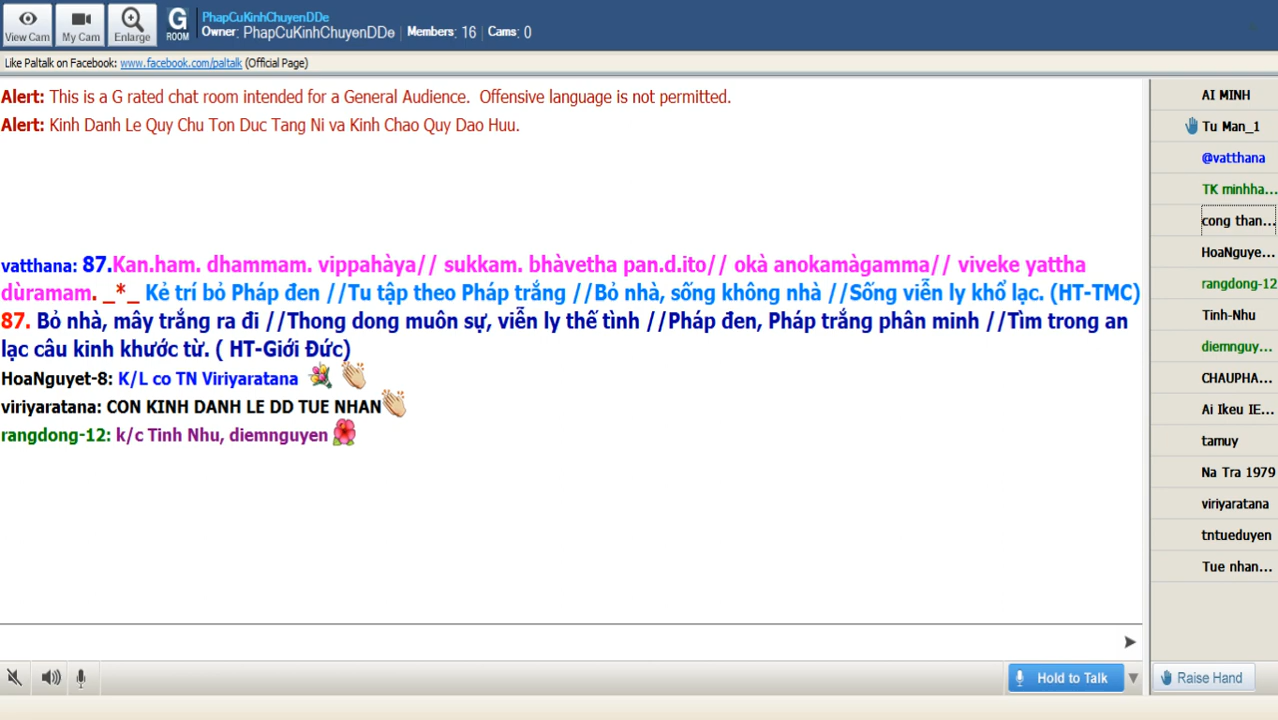 PhapCuKinhChuyenDDe
Owner: PhapCuKinhChuyenDDe Members: 16 Cams: 0
View Cam My Cam Enlarge G ROOM
Like Paltalk on Facebook: www.facebook.com/paltalk (Official Page)
Alert: This is a G rated chat room intended for a General Audience. Offensive language is not permitted.
Alert: Kinh Danh Le Quy Chu Ton Duc Tang Ni va Kinh Chao Quy Dao Huu.
vatthana: 87.Kan.ham. dhammam. vippahàya// sukkam. bhàvetha pan.d.ito// okà anokamàgamma// viveke yattha
dùramam. _*_ Kẻ trí bỏ Pháp đen //Tu tập theo Pháp trắng //Bỏ nhà, sống không nhà //Sống viễn ly khổ lạc. (HT-TMC)
87. Bỏ nhà, mây trắng ra đi //Thong dong muôn sự, viễn ly thế tình //Pháp đen, Pháp trắng phân minh //Tìm trong an
lạc câu kinh khước từ. ( HT-Giới Đức)
HoaNguyet-8: K/L co TN Viriyaratana
viriyaratana: CON KINH DANH LE DD TUE NHAN
rangdong-12: k/c Tinh Nhu, diemnguyen
AI MINH
Tu Man_1
@vatthana
TK minhha...
cong than...
HoaNguye...
rangdong-12
Tinh-Nhu
diemnguy...
CHAUPHA...
Ai Ikeu IE...
tamuy
Na Tra 1979
viriyaratana
tntueduyen
Tue nhan...
Hold to Talk
Raise Hand